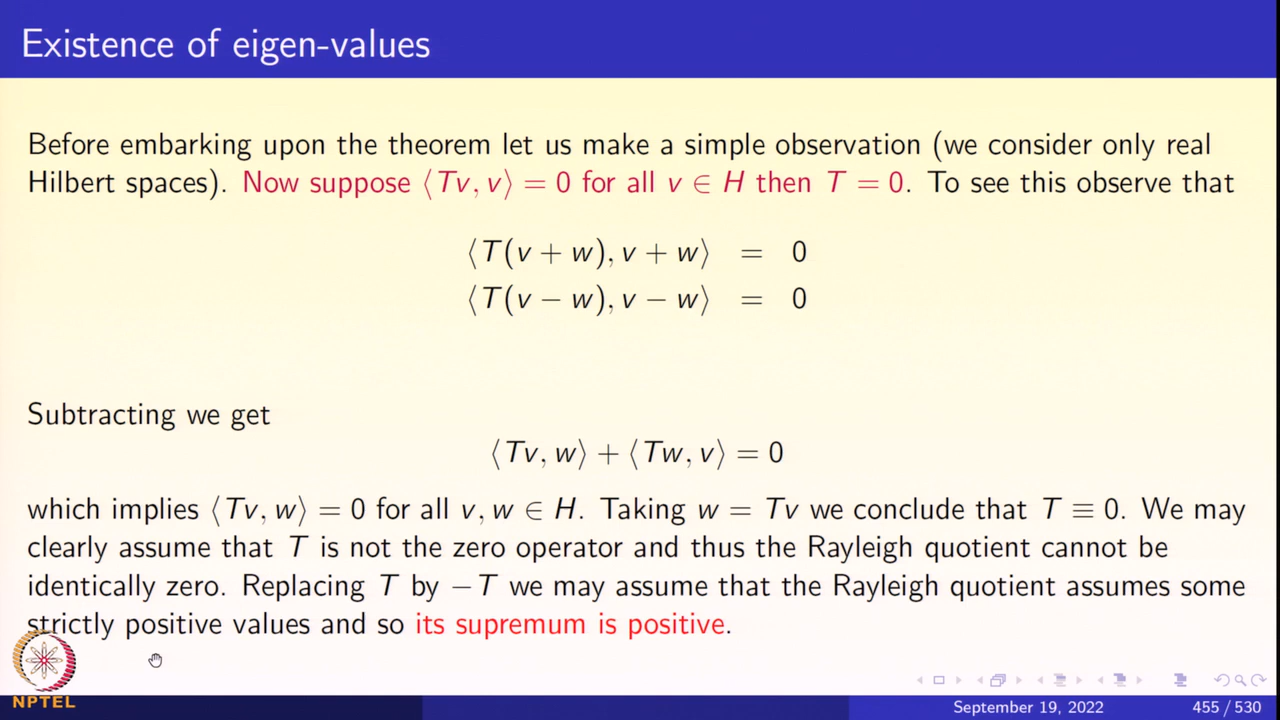 Existence of eigen-values
Before embarking upon the theorem let us make a simple observation (we consider only real
Hilbert spaces). Now suppose ⟨Tv, v⟩ = 0 for all v ∈ H then T = 0. To see this observe that
⟨T(v + w), v + w⟩ = 0
⟨T(v − w), v − w⟩ = 0
Subtracting we get
⟨Tv, w⟩ + ⟨Tw, v⟩ = 0
which implies ⟨Tv, w⟩ = 0 for all v, w ∈ H. Taking w = Tv we conclude that T ≡ 0. We may
clearly assume that T is not the zero operator and thus the Rayleigh quotient cannot be
identically zero. Replacing T by −T we may assume that the Rayleigh quotient assumes some
strictly positive values and so its supremum is positive.
NPTEL
September 19, 2022 455 / 530